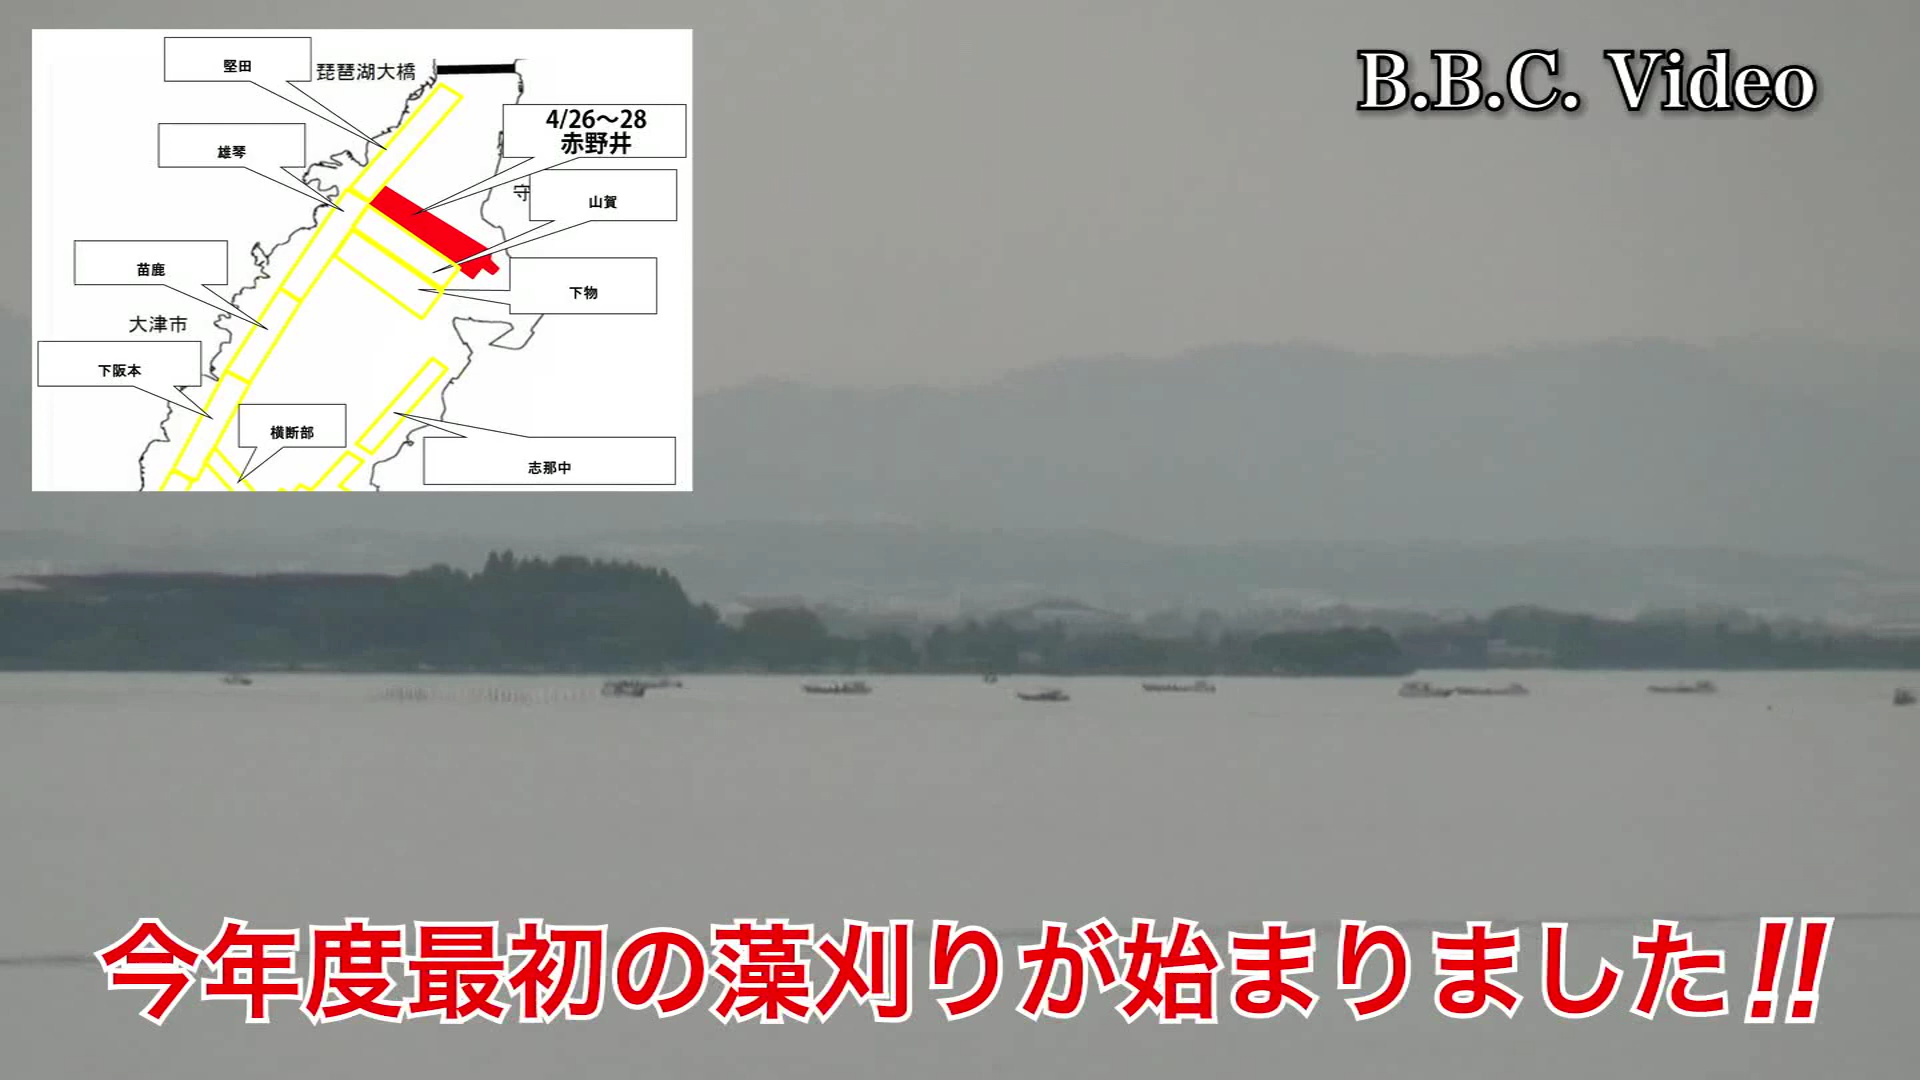 堅田
琵琶湖大橋
B.B.C. Video
4/26～28
赤野井
雄琴
守
山賀
苗鹿
下物
大津市
下阪本
横断部
志那中
今年度最初の藻刈りが始まりました!!